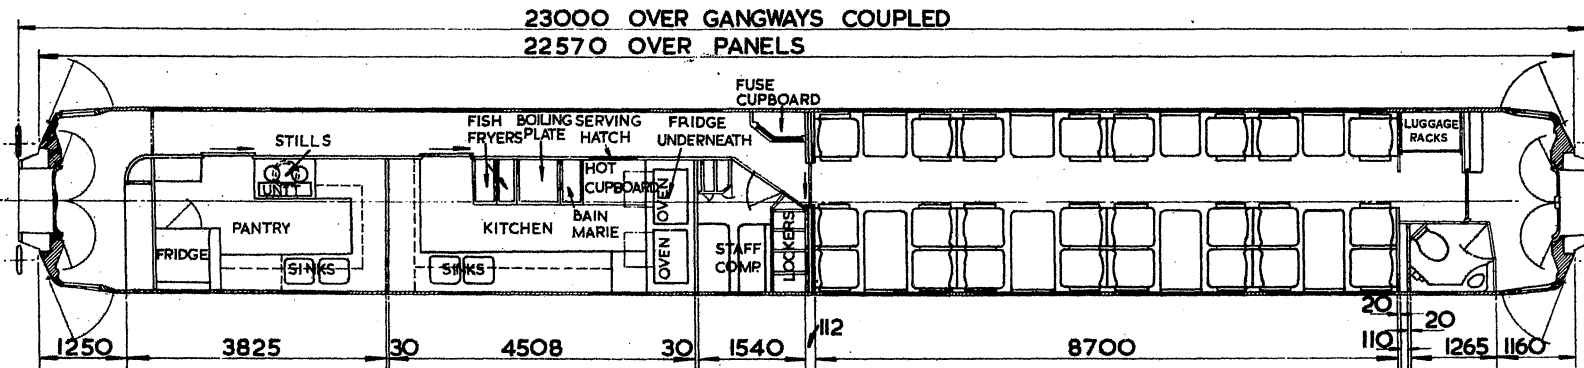 23000 OVER GANGWAYS COUPLED
22570 OVER PANELS
FUSE
CUPBOARD
FISH
FRYERS
BOILING
PLATE
SERVING
HATCH
FRIDGE
UNDERNEATH
STILLS
LUGGAGE
RACKS
HOT
CUPBOARD
UNIT
OVEN
PANTRY
KITCHEN
BAIN
MARIE
LOCKERS
FRIDGE
SINKS
SINKS
OVEN
STAFF
COMP.
20
20
112
110
1250 3825 30 4508 30 1540 8700 1265 1160